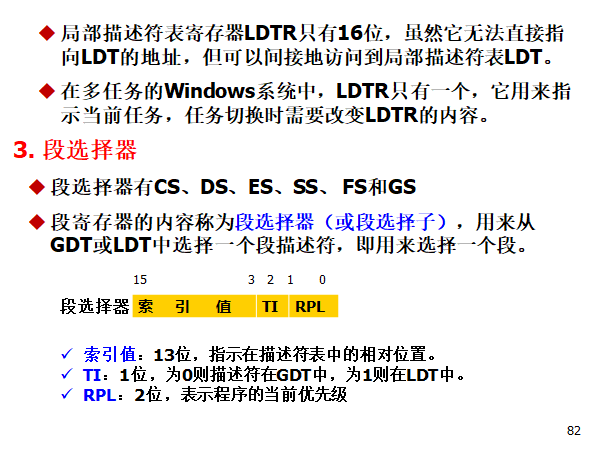 ◆ 局部描述符表寄存器LDTR只有16位，虽然它无法直接指
向LDT的地址，但可以间接地访问到局部描述符表LDT。
◆ 在多任务的Windows系统中，LDTR只有一个，它用来指
示当前任务，任务切换时需要改变LDTR的内容。
3. 段选择器
◆ 段选择器有CS、DS、ES、SS、FS和GS
◆ 段寄存器的内容称为段选择器（或段选择子），用来从
GDT或LDT中选择一个段描述符，即用来选择一个段。
15 3 2 1 0
段选择器 索 引 值 TI RPL
✓ 索引值：13位，指示在描述符表中的相对位置。
✓ TI：1位，为0则描述符在GDT中，为1则在LDT中。
✓ RPL：2位，表示程序的当前优先级
82